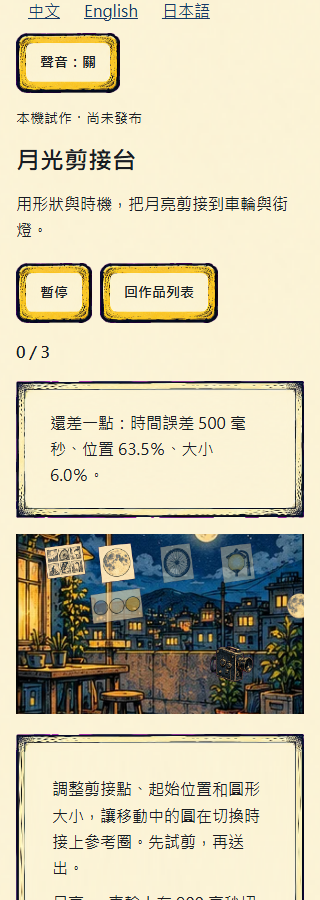 中文 English 日本語
聲音：關
本機試作・尚未發布
月光剪接台
用形狀與時機，把月亮剪接到車輪與街
燈。
暫停 回作品列表
0 / 3
還差一點：時間誤差 500 毫
秒、位置 63.5%、大小
6.0%。
調整剪接點、起始位置和圓形
大小，讓移動中的圓在切換時
接上參考圈。先試剪，再送
出。